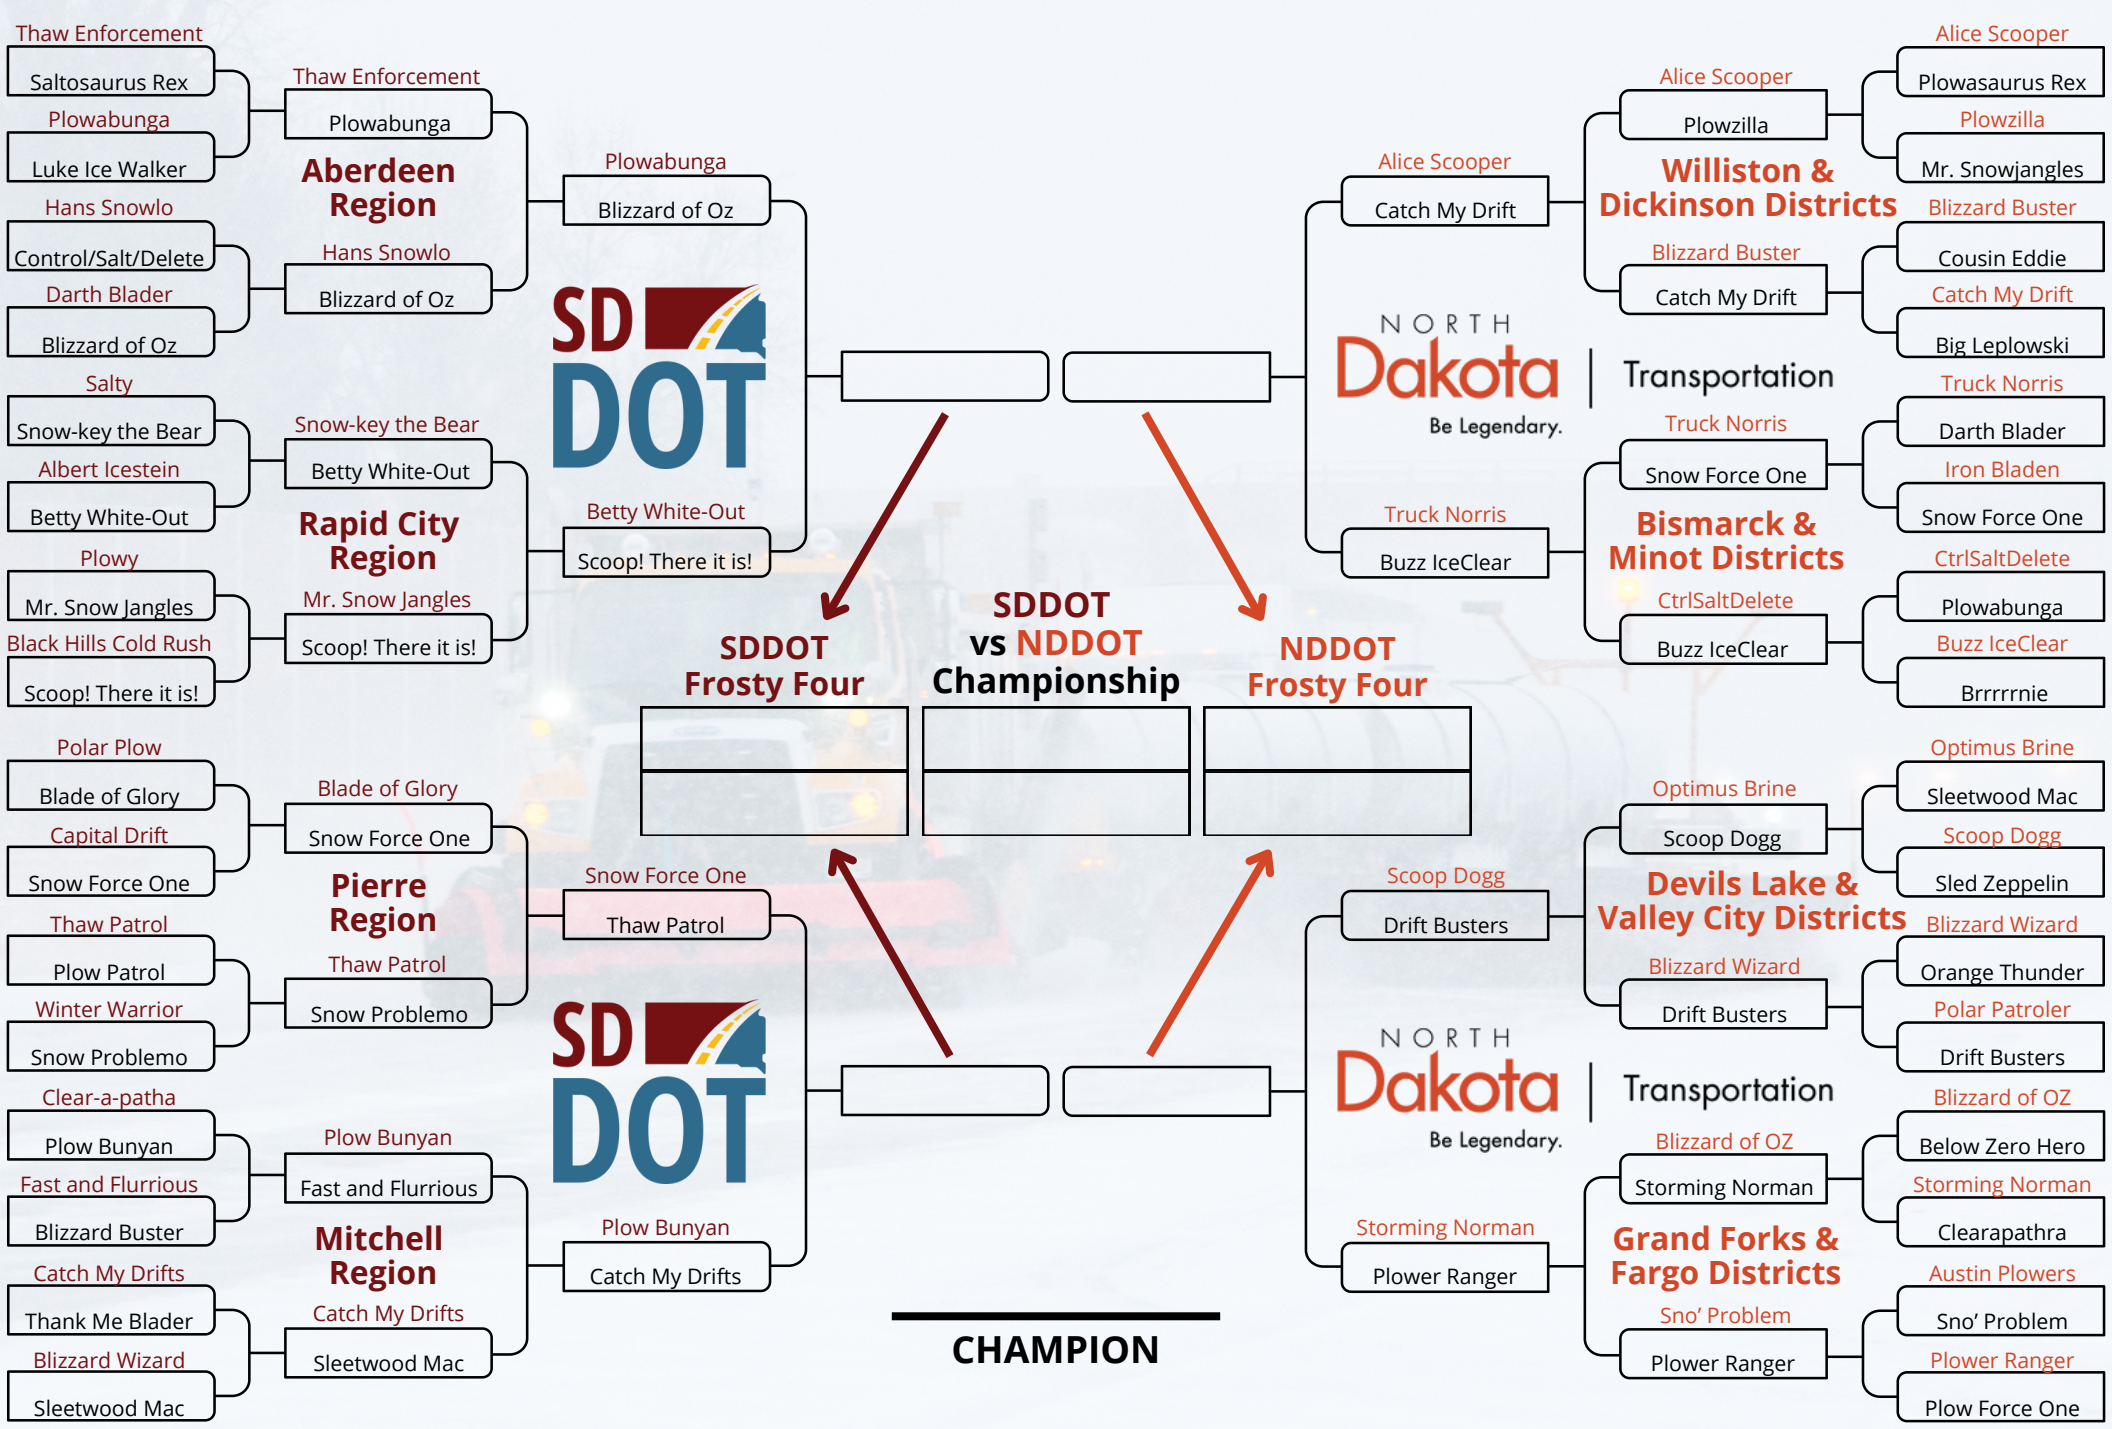 Thaw Enforcement
Saltosaurus Rex
Plowabunga
Luke Ice Walker
Hans Snowlo
Control/Salt/Delete
Darth Blader
Blizzard of Oz
Salty
Snow-key the Bear
Albert Icestein
Betty White-Out
Plowy
Mr. Snow Jangles
Black Hills Cold Rush
Scoop! There it is!
Polar Plow
Blade of Glory
Capital Drift
Snow Force One
Thaw Patrol
Plow Patrol
Winter Warrior
Snow Problemo
Clear-a-patha
Plow Bunyan
Fast and Flurrious
Blizzard Buster
Catch My Drifts
Thank Me Blader
Blizzard Wizard
Sleetwood Mac
Thaw Enforcement
Plowabunga
Aberdeen
Region
Hans Snowlo
Blizzard of Oz
Snow-key the Bear
Betty White-Out
Rapid City
Region
Mr. Snow Jangles
Scoop! There it is!
Blade of Glory
Snow Force One
Pierre
Region
Thaw Patrol
Snow Problemo
Plow Bunyan
Fast and Flurrious
Mitchell
Region
Catch My Drifts
Sleetwood Mac
Plowabunga
Blizzard of Oz
SD
DOT
Betty White-Out
Scoop! There it is!
Snow Force One
Thaw Patrol
SD
DOT
Plow Bunyan
Catch My Drifts
SDDOT
Frosty Four
SDDOT
vs NDDOT
Championship
NDDOT
Frosty Four
CHAMPION
Alice Scooper
Catch My Drift
NORTH
Dakota
Be Legendary.
Transportation
Truck Norris
Buzz IceClear
Scoop Dogg
Drift Busters
NORTH
Dakota
Be Legendary.
Transportation
Storming Norman
Plower Ranger
Alice Scooper
Plowzilla
Williston &
Dickinson Districts
Blizzard Buster
Catch My Drift
Truck Norris
Snow Force One
Bismarck &
Minot Districts
CtrlSaltDelete
Buzz IceClear
Optimus Brine
Scoop Dogg
Devils Lake &
Valley City Districts
Blizzard Wizard
Drift Busters
Blizzard of OZ
Storming Norman
Grand Forks &
Fargo Districts
Sno’ Problem
Plower Ranger
Alice Scooper
Plowasaurus Rex
Plowzilla
Mr. Snowjangles
Blizzard Buster
Cousin Eddie
Catch My Drift
Big Leplowski
Truck Norris
Darth Blader
Iron Bladen
Snow Force One
CtrlSaltDelete
Plowabunga
Buzz IceClear
Brrrrrnie
Optimus Brine
Sleetwood Mac
Scoop Dogg
Sled Zeppelin
Blizzard Wizard
Orange Thunder
Polar Patroler
Drift Busters
Blizzard of OZ
Below Zero Hero
Storming Norman
Clearapathra
Austin Plowers
Sno’ Problem
Plower Ranger
Plow Force One